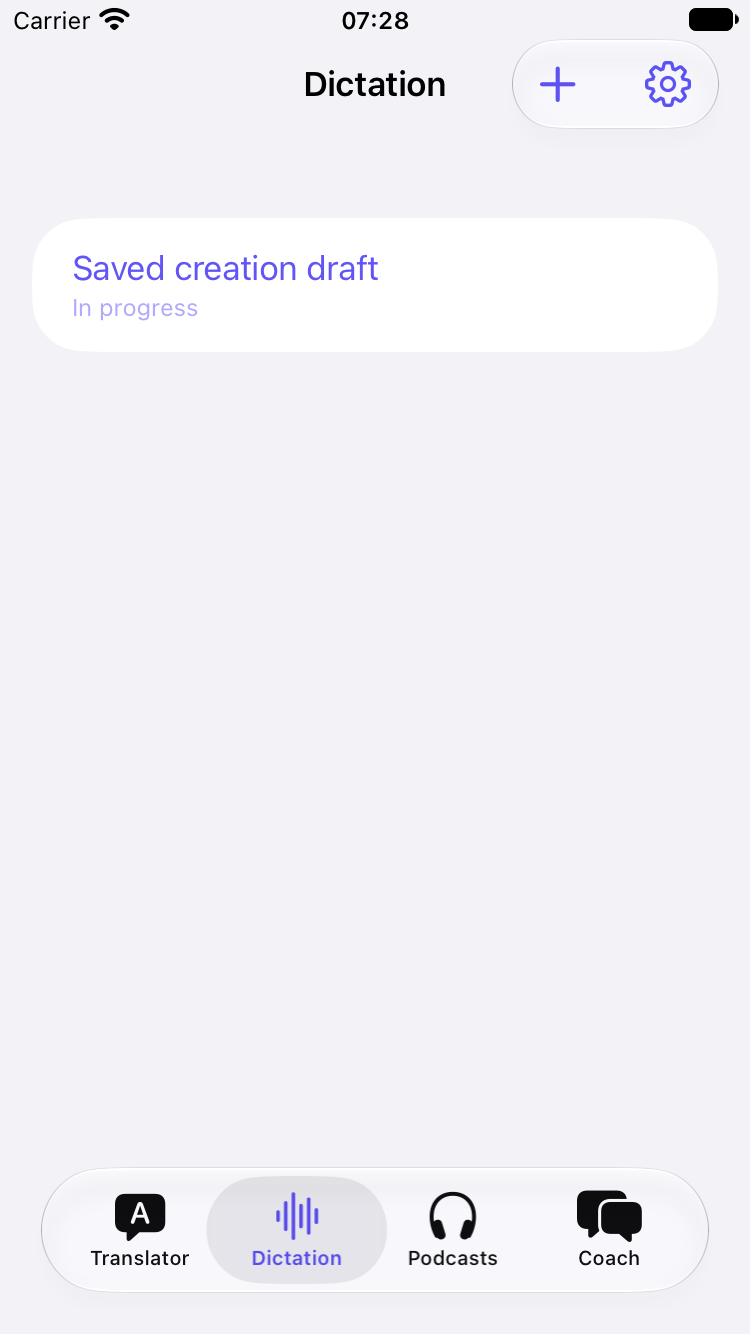 Carrier
07:28
Dictation
Saved creation draft
In progress
A
Translator
Dictation
Podcasts
Coach